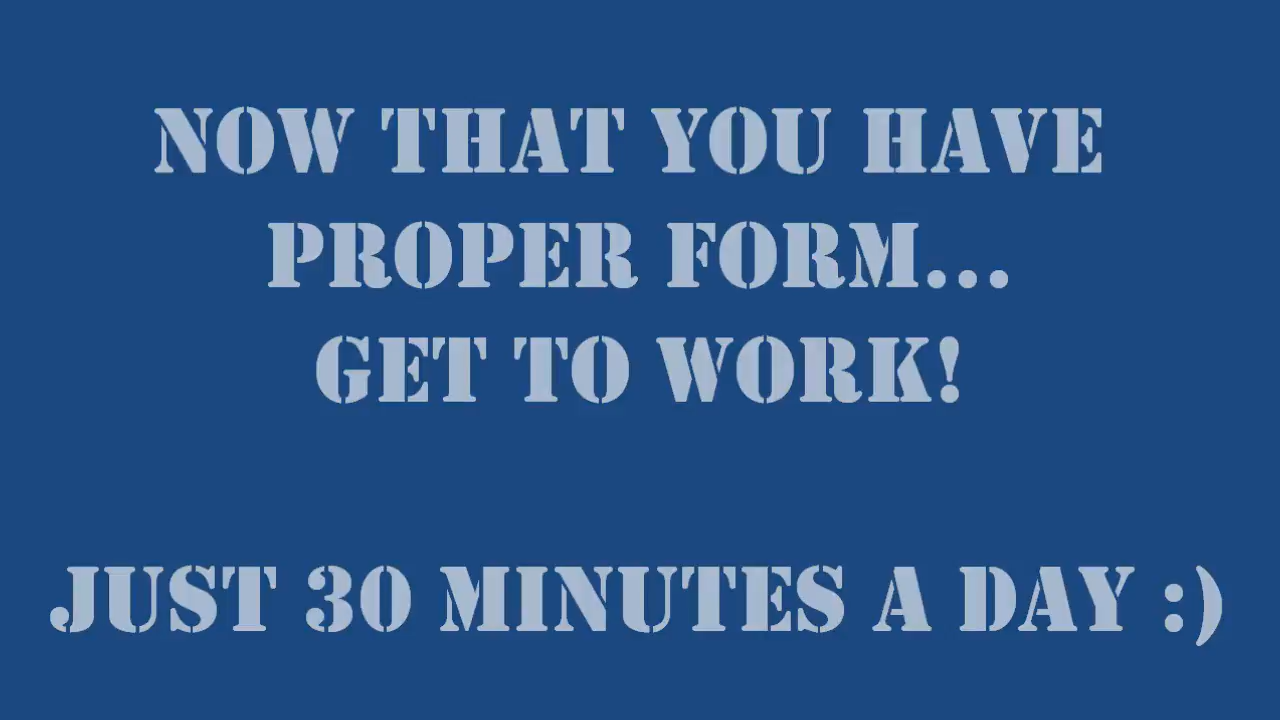 NOW THAT YOU HAVE
PROPER FORM...
GET TO WORK!
JUST 30 MINUTES A DAY :)